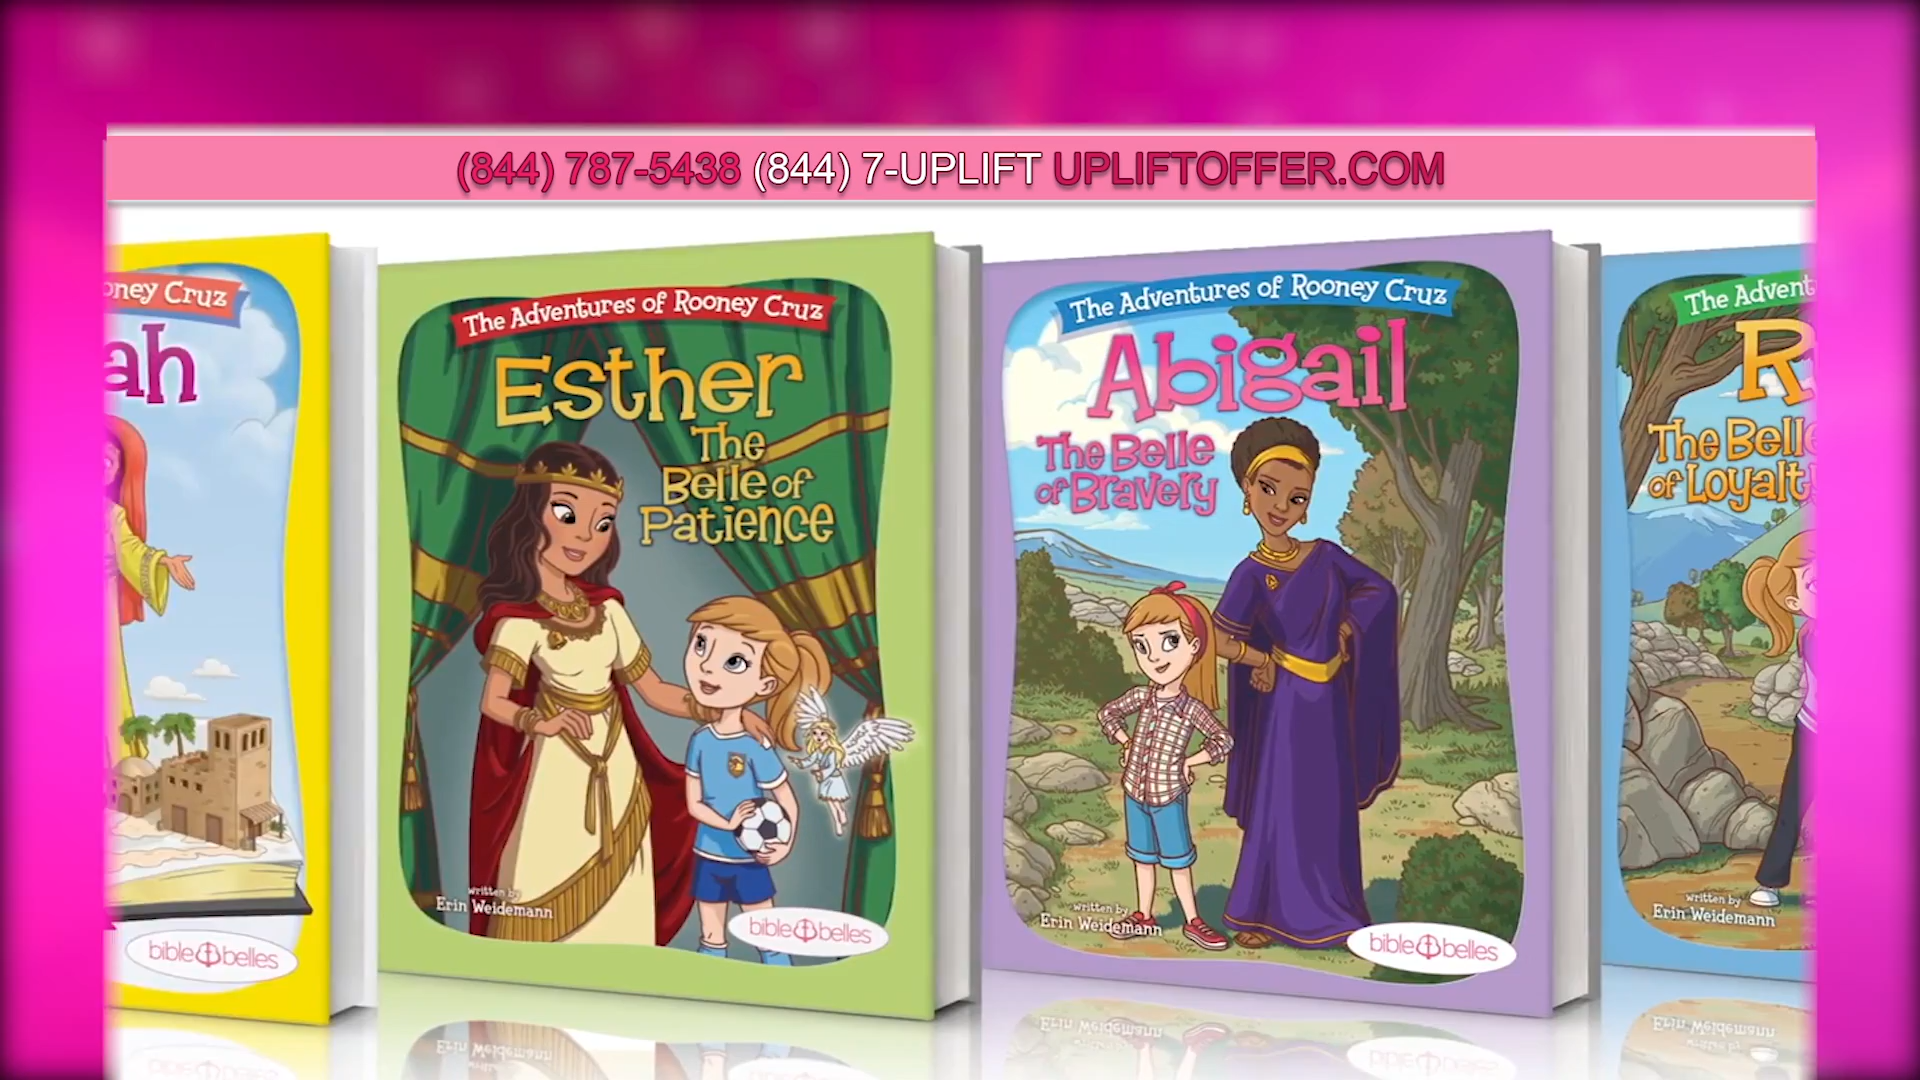 (844) 787-5438 (844) 7-UPLIFT UPLIFTOFFER.COM
oney Cruz
ah
bible belles
The Adventures of Rooney Cruz
Esther
The
Belle of
Patience
written by
Erin Weidemann
bible belles
The Adventures of Rooney Cruz
Abigail
The Belle
of Bravery
written by
Erin Weidemann
bible belles
The Advent
R
The Belle
of Loyalt
written by
Erin Weidemann